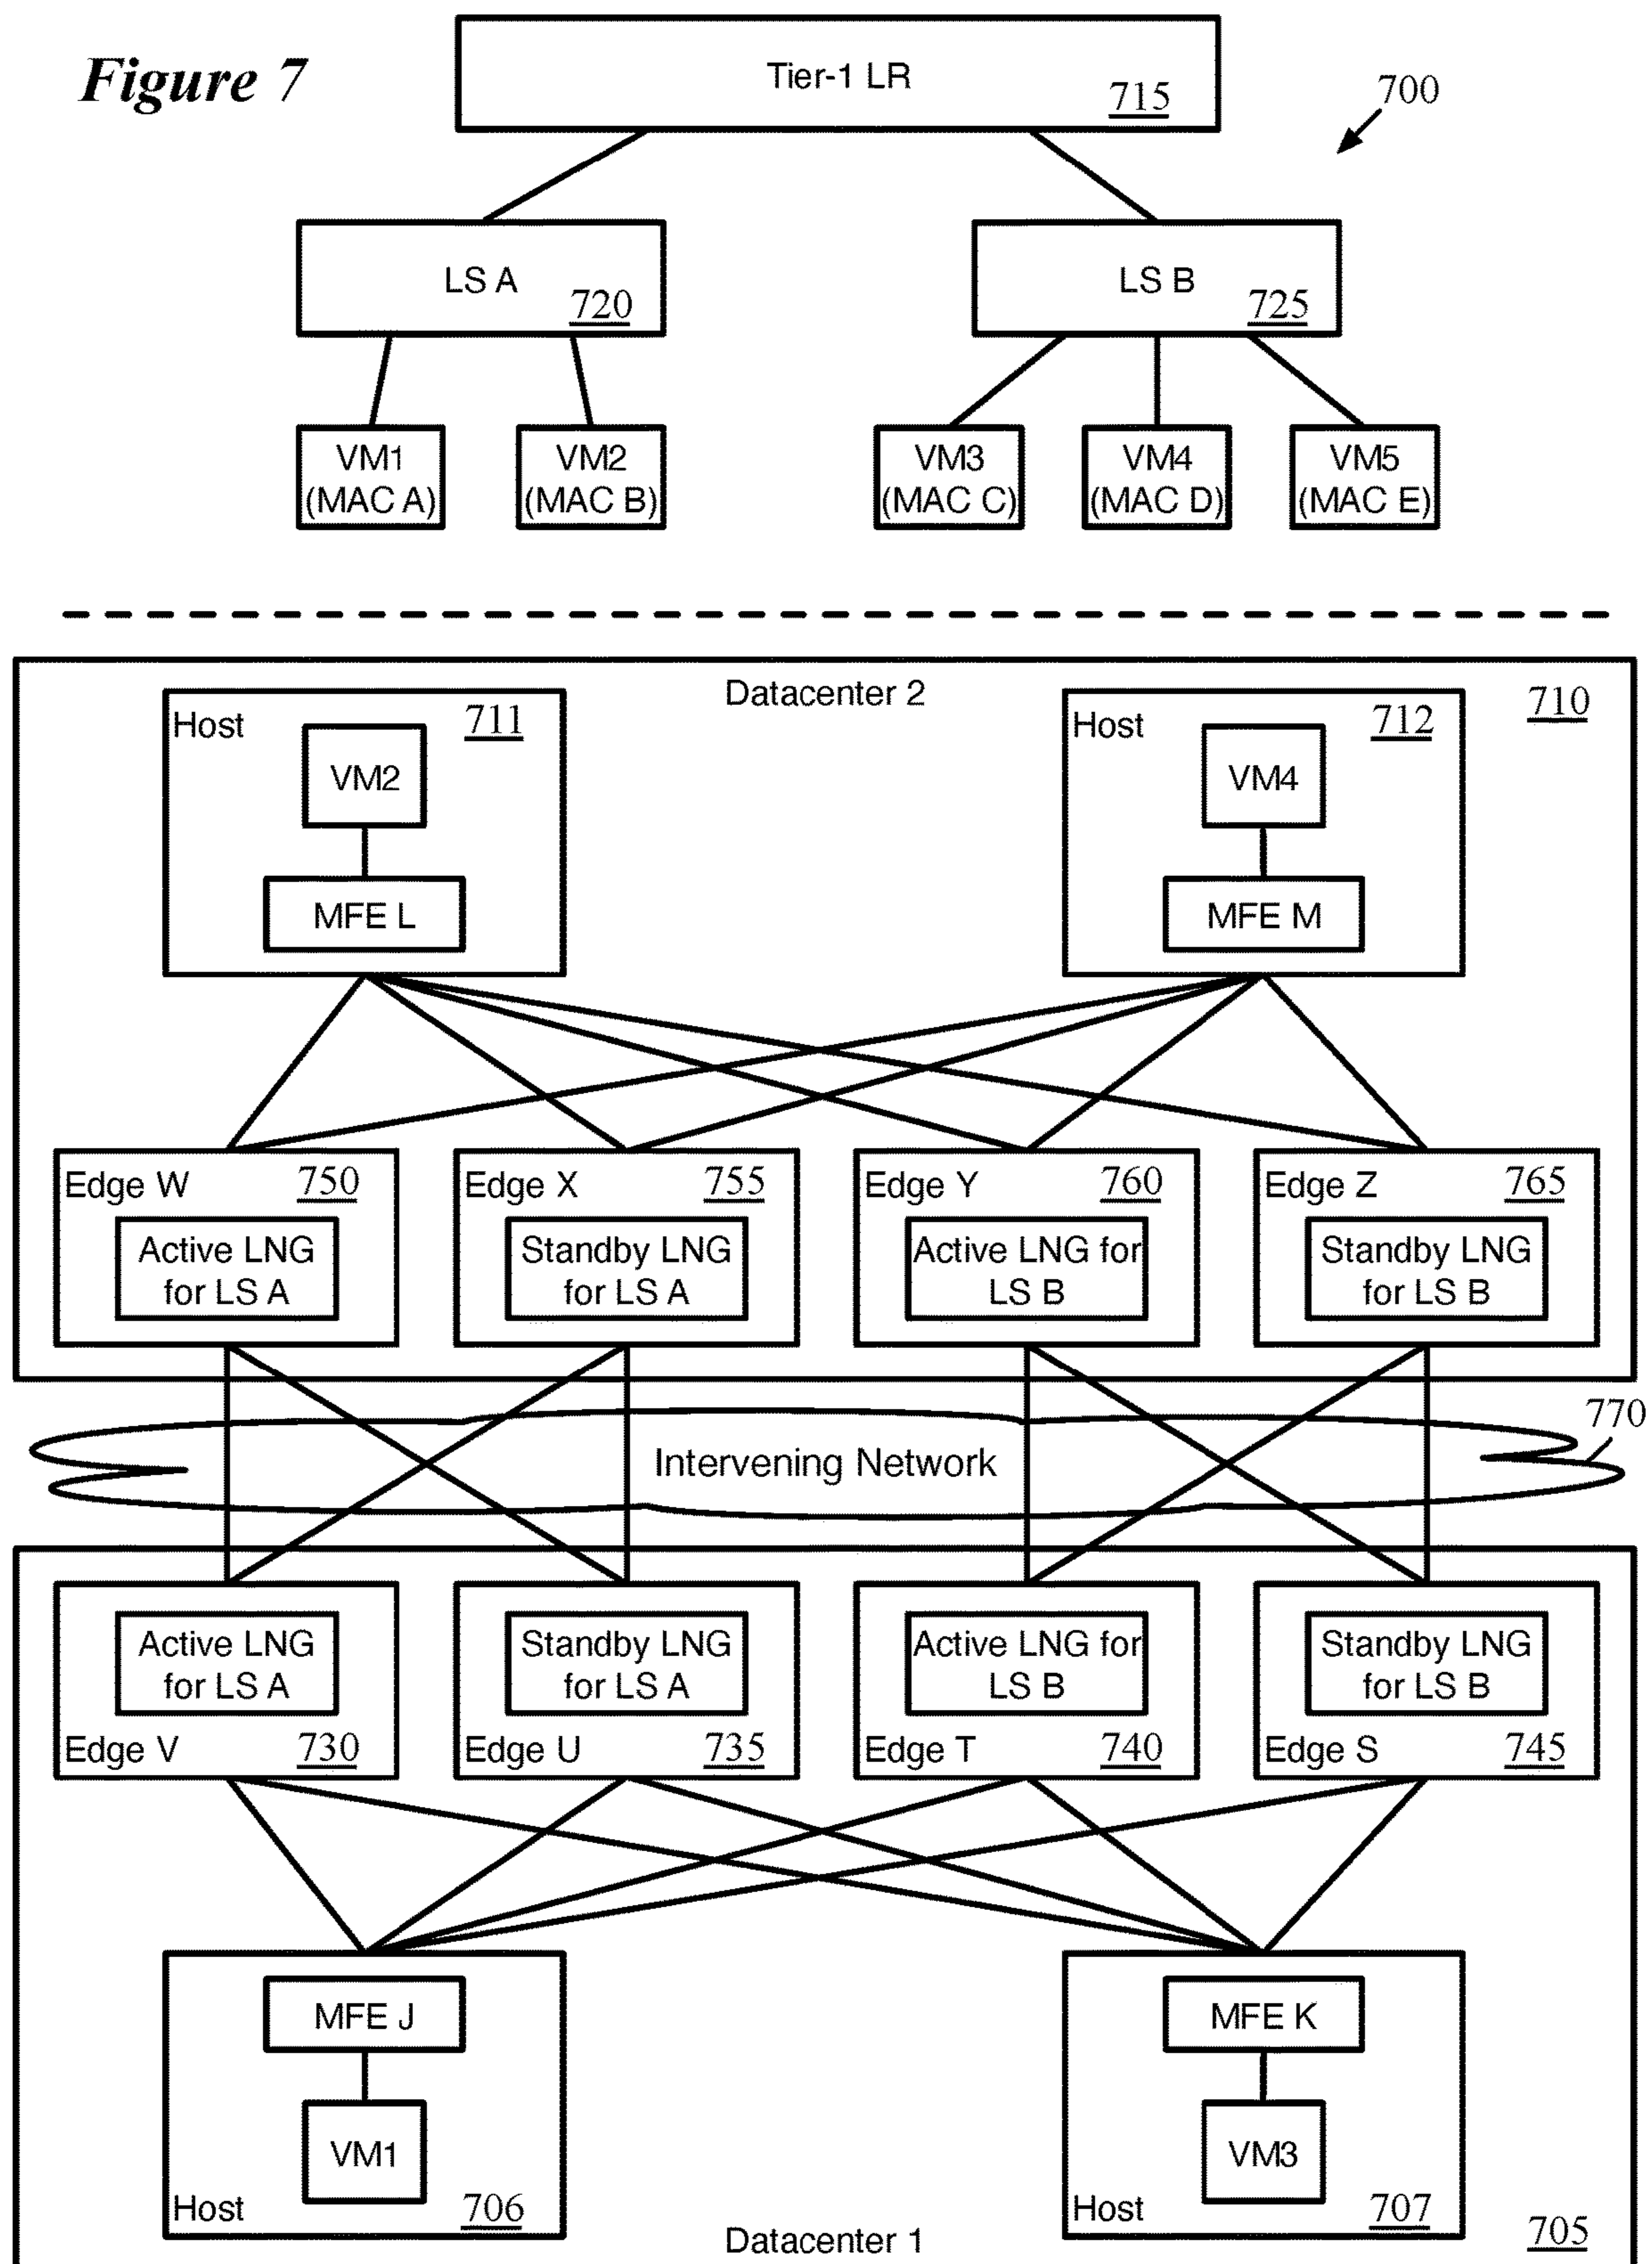 Figure 7
Tier-1 LR
715
700
LS A
720
LS B
725
VM1
(MAC A)
VM2
(MAC B)
VM3
(MAC C)
VM4
(MAC D)
VM5
(MAC E)
Datacenter 2
710
Host
711
VM2
MFE L
Host
712
VM4
MFE M
Edge W
750
Active LNG
for LS A
Edge X
755
Standby LNG
for LS A
Edge Y
760
Active LNG for
LS B
Edge Z
765
Standby LNG
for LS B
770
Intervening Network
Active LNG
for LS A
Edge V
730
Standby LNG
for LS A
Edge U
735
Active LNG for
LS B
Edge T
740
Standby LNG
for LS B
Edge S
745
MFE J
VM1
Host
706
MFE K
VM3
Host
707
Datacenter 1
705